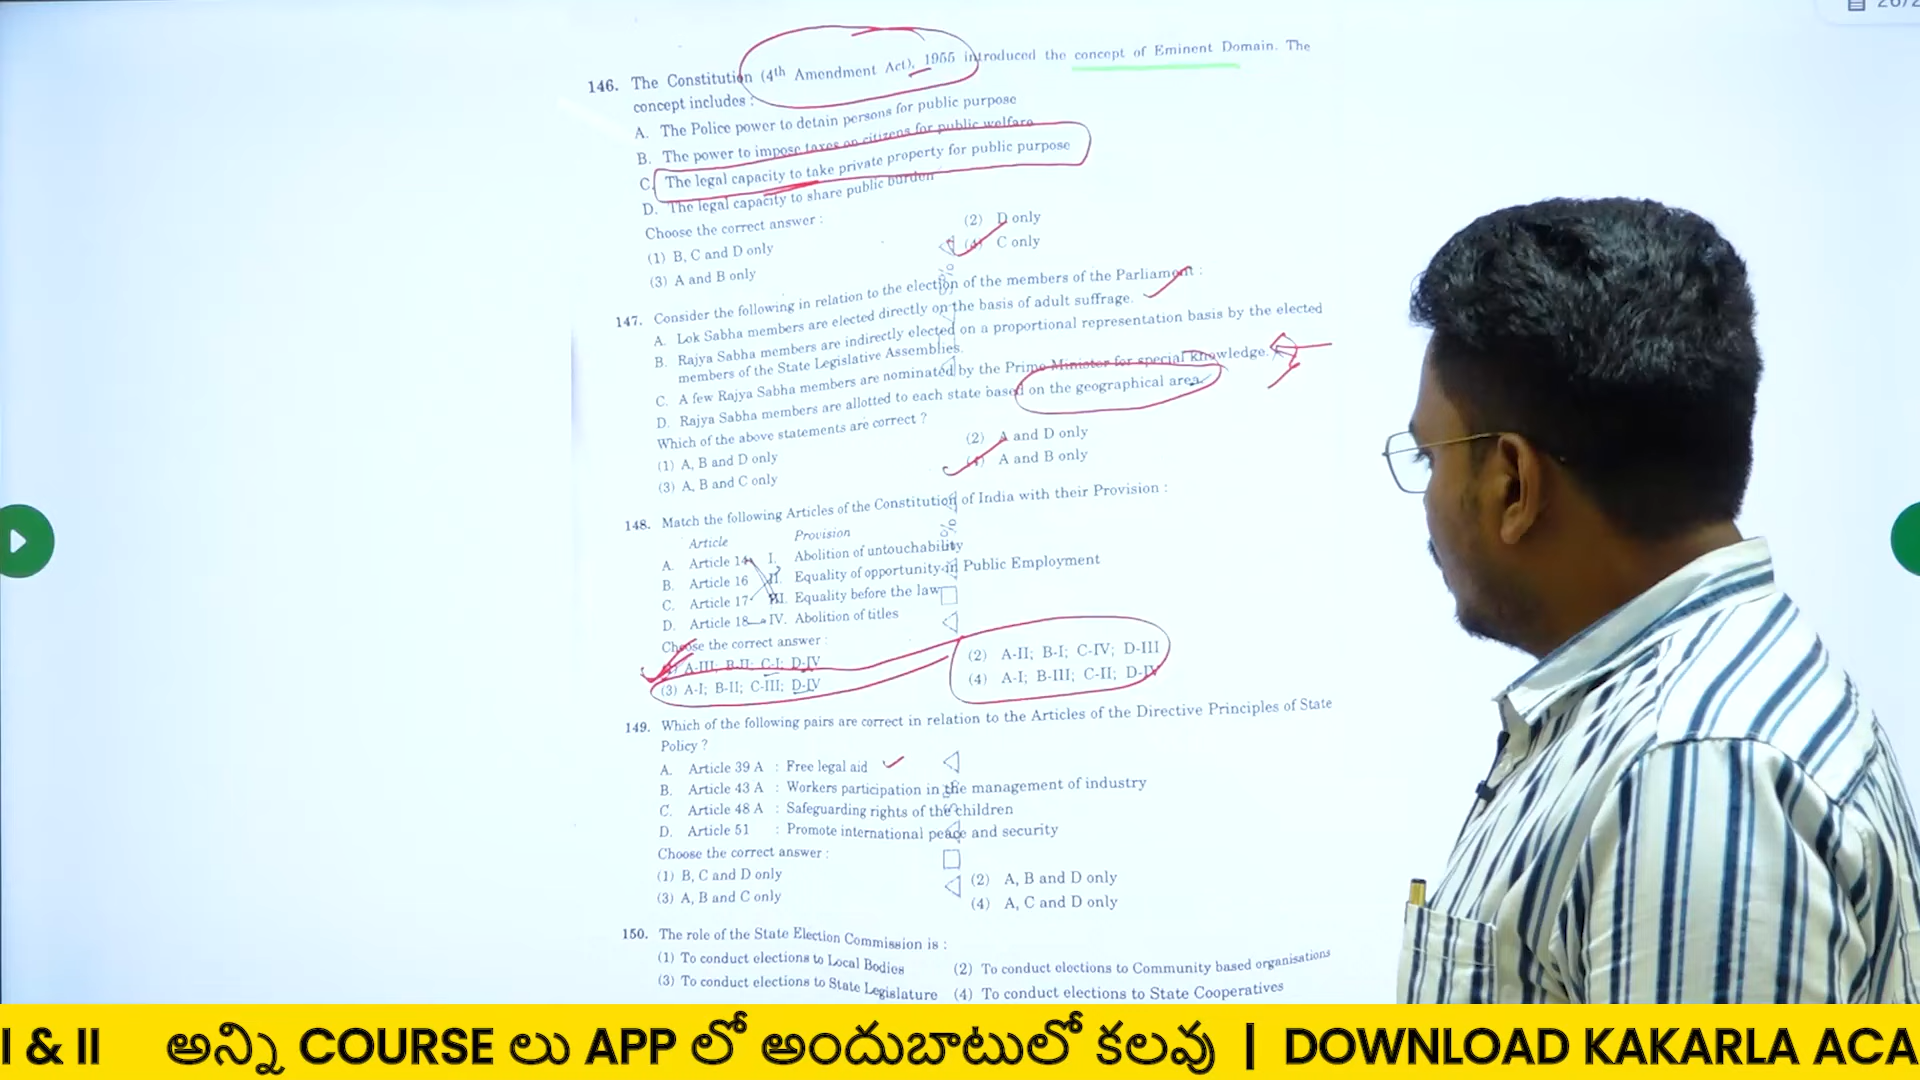 146. The Constitution (4th Amendment Act), 1955 introduced the concept of Eminent Domain. The
concept includes :
A. The Police power to detain persons for public purpose
B. The power to impose taxes on citizens for public welfare
C. The legal capacity to take private property for public purpose
D. The legal capacity to share public burden
Choose the correct answer :
(1) B, C and D only
(2) D only
(3) A and B only
C only
147. Consider the following in relation to the election of the members of the Parliament :
A. Lok Sabha members are elected directly on the basis of adult suffrage.
B. Rajya Sabha members are indirectly elected on a proportional representation basis by the elected
members of the State Legislative Assemblies.
C. A few Rajya Sabha members are nominated by the Prime Minister for special knowledge.
D. Rajya Sabha members are allotted to each state based on the geographical area
Which of the above statements are correct ?
(1) A, B and D only
(2) A and D only
(3) A, B and C only
A and B only
148. Match the following Articles of the Constitution of India with their Provision :
Article Provision
A. Article 14 I. Abolition of untouchability
B. Article 16 II. Equality of opportunity in Public Employment
C. Article 17 III. Equality before the law
D. Article 18 IV. Abolition of titles
Choose the correct answer :
A-III; B-II; C-I; D-IV
(2) A-II; B-I; C-IV; D-III
(3) A-I; B-II; C-III; D-IV
(4) A-I; B-III; C-II; D-IV
149. Which of the following pairs are correct in relation to the Articles of the Directive Principles of State
Policy ?
A. Article 39 A : Free legal aid
B. Article 43 A : Workers participation in the management of industry
C. Article 48 A : Safeguarding rights of the children
D. Article 51 : Promote international peace and security
Choose the correct answer :
(1) B, C and D only
(2) A, B and D only
(3) A, B and C only
(4) A, C and D only
150. The role of the State Election Commission is :
(1) To conduct elections to Local Bodies
(2) To conduct elections to Community based organisations
(3) To conduct elections to State Legislature
(4) To conduct elections to State Cooperatives
I & II అన్ని COURSE లు APP లో అందుబాటులో కలవు | DOWNLOAD KAKARLA ACA